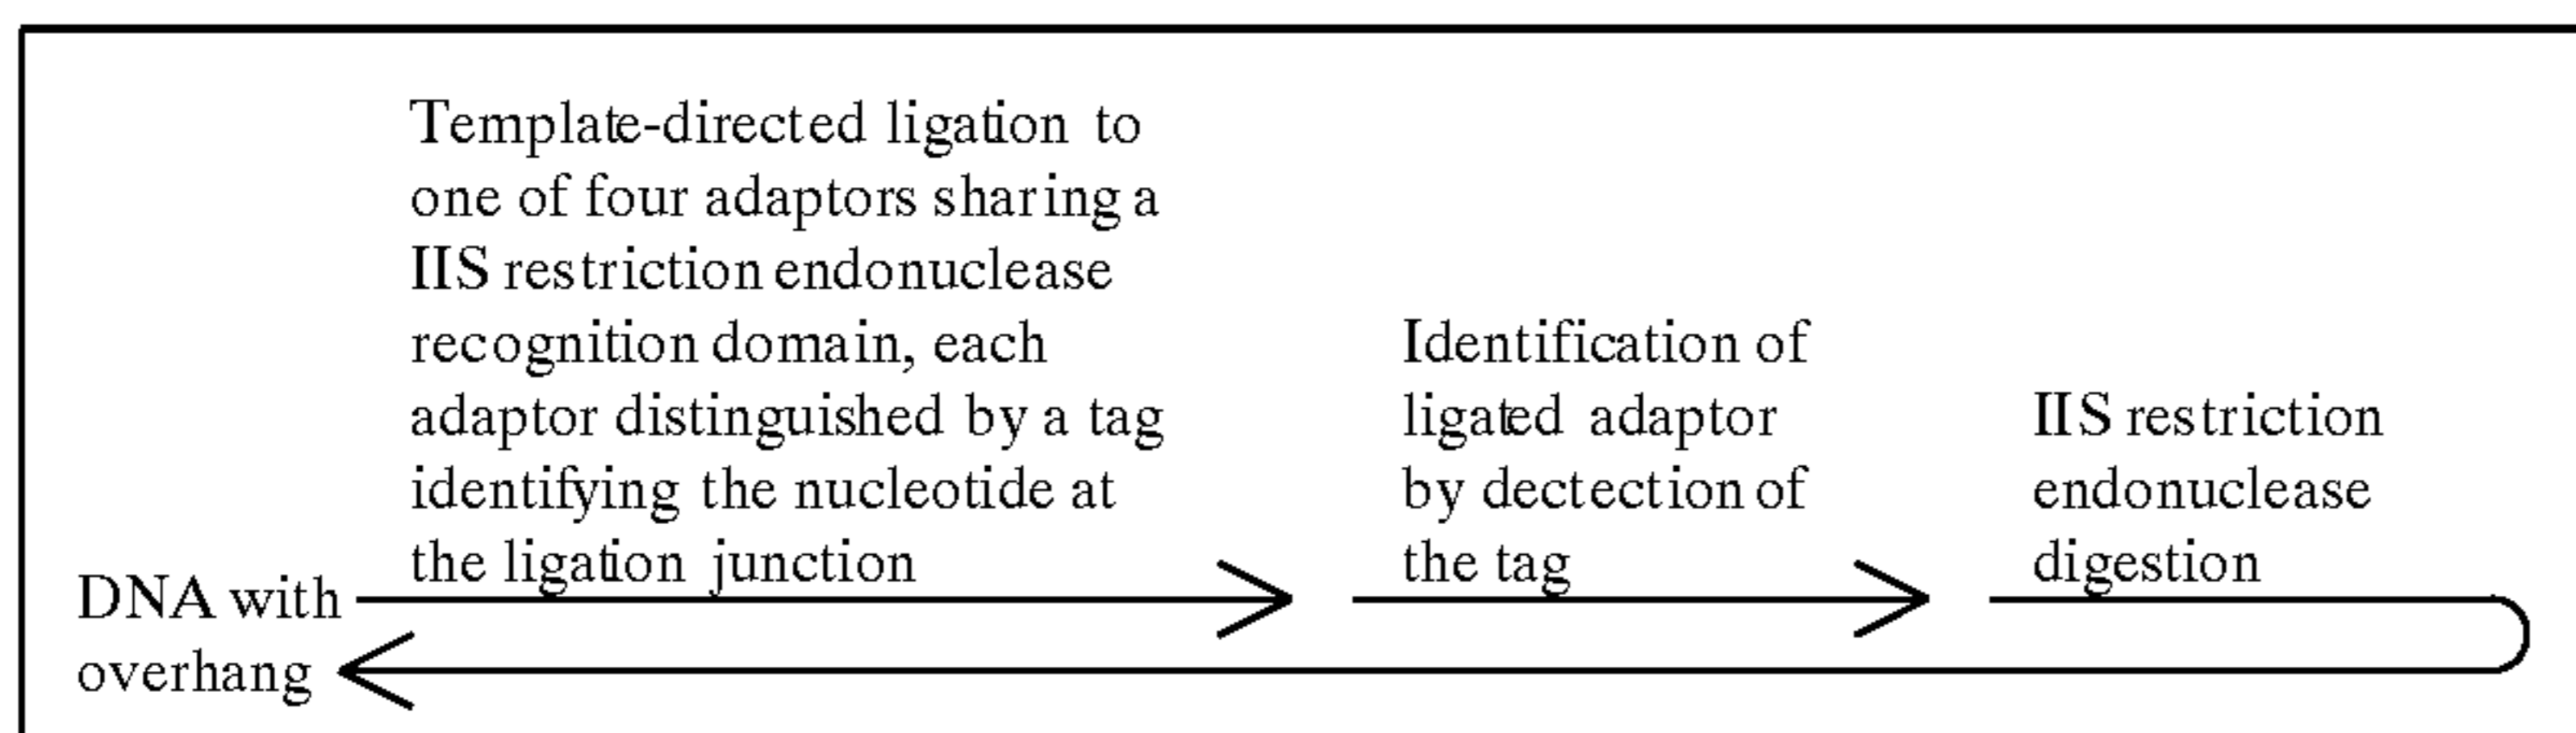 Template-directed ligation to
one of four adaptors sharing a
IIS restriction endonuclease
recognition domain, each
adaptor distinguished by a tag
identifying the nucleotide at
the ligation junction
Identification of
ligated adaptor
by dectection of
the tag
IIS restriction
endonuclease
digestion
DNA with
overhang